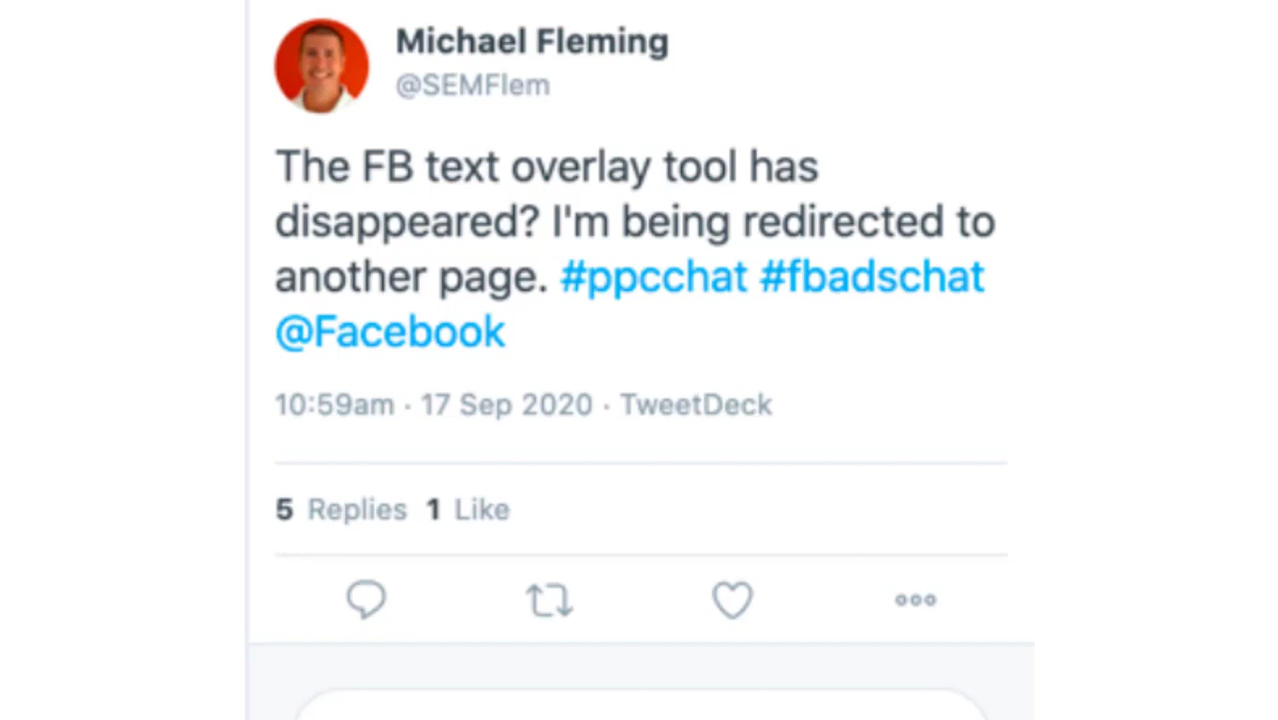 Michael Fleming
@SEMFlem
The FB text overlay tool has
disappeared? I'm being redirected to
another page. #ppcchat #fbadschat
@Facebook
10:59am · 17 Sep 2020 · TweetDeck
5 Replies 1 Like